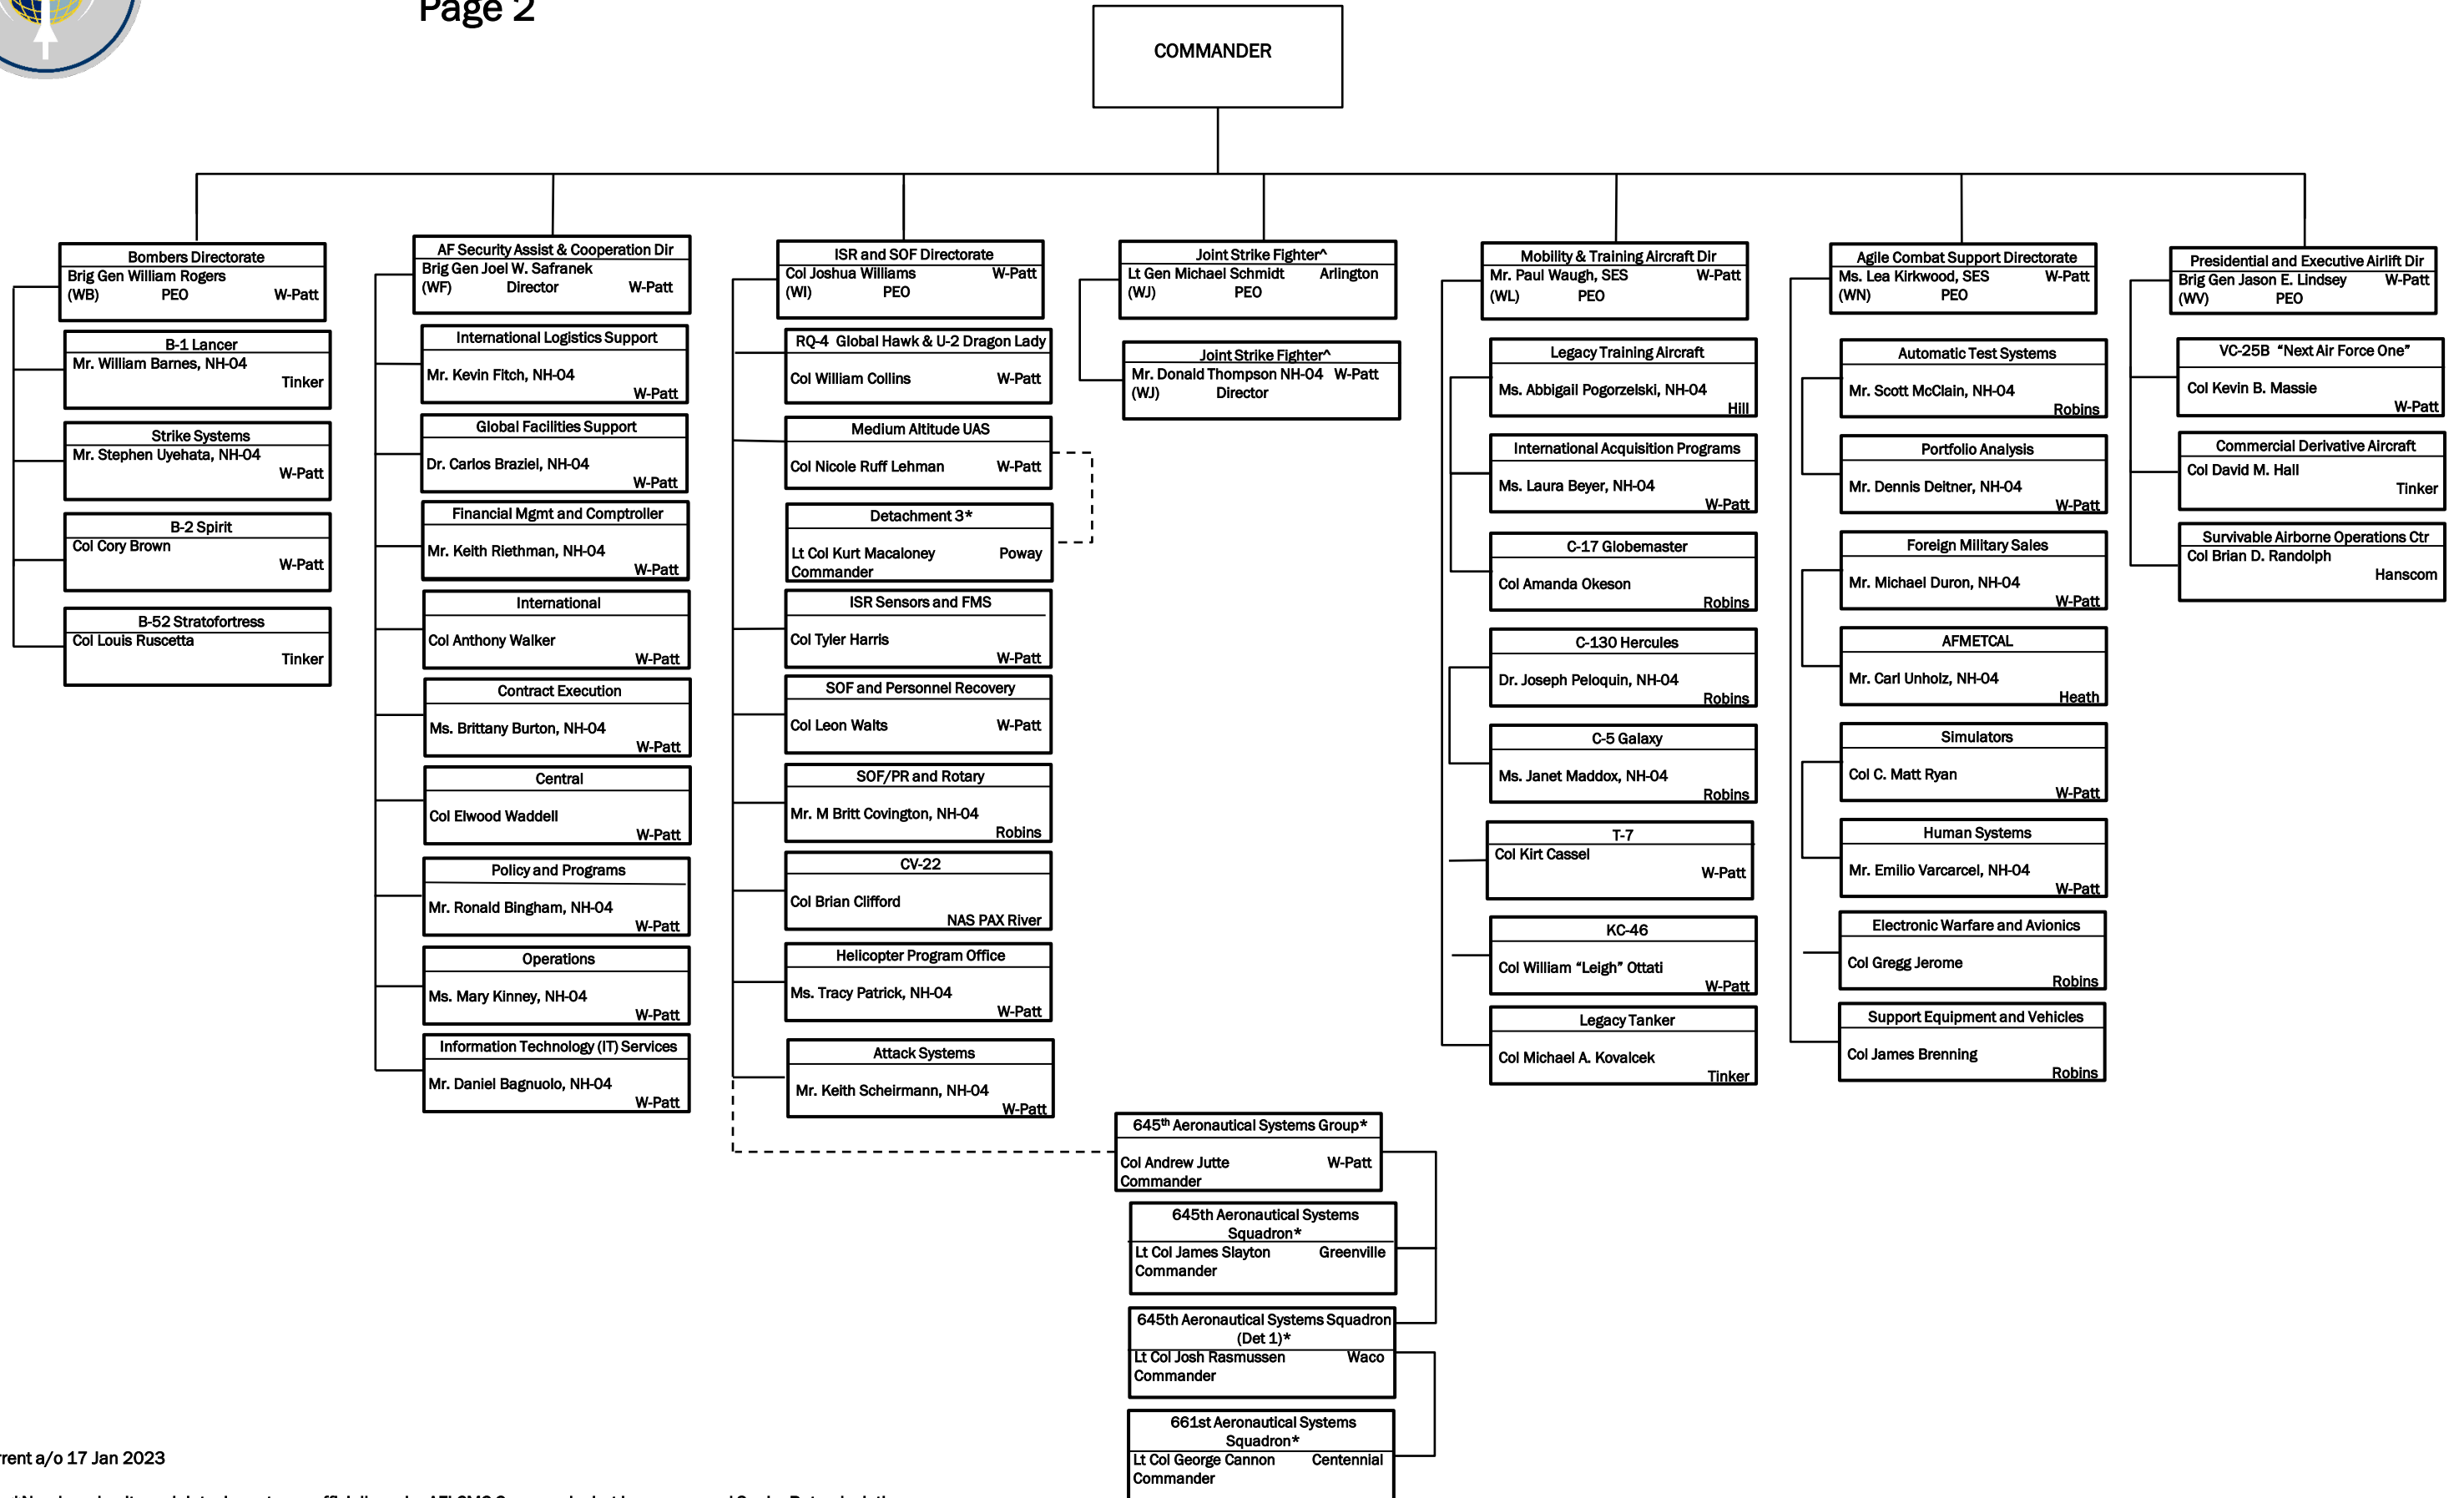 Page 2
COMMANDER
Bombers Directorate
Brig Gen William Rogers
(WB) PEO W-Patt
B-1 Lancer
Mr. William Barnes, NH-04
Tinker
Strike Systems
Mr. Stephen Uyehata, NH-04
W-Patt
B-2 Spirit
Col Cory Brown
W-Patt
B-52 Stratofortress
Col Louis Ruscetta
Tinker
AF Security Assist & Cooperation Dir
Brig Gen Joel W. Safranek
(WF) Director W-Patt
International Logistics Support
Mr. Kevin Fitch, NH-04
W-Patt
Global Facilities Support
Dr. Carlos Braziel, NH-04
W-Patt
Financial Mgmt and Comptroller
Mr. Keith Riethman, NH-04
W-Patt
International
Col Anthony Walker
W-Patt
Contract Execution
Ms. Brittany Burton, NH-04
W-Patt
Central
Col Elwood Waddell
W-Patt
Policy and Programs
Mr. Ronald Bingham, NH-04
W-Patt
Operations
Ms. Mary Kinney, NH-04
W-Patt
Information Technology (IT) Services
Mr. Daniel Bagnuolo, NH-04
W-Patt
ISR and SOF Directorate
Col Joshua Williams W-Patt
(WI) PEO
RQ-4 Global Hawk & U-2 Dragon Lady
Col William Collins W-Patt
Medium Altitude UAS
Col Nicole Ruff Lehman W-Patt
Detachment 3*
Lt Col Kurt Macaloney Poway
Commander
ISR Sensors and FMS
Col Tyler Harris
W-Patt
SOF and Personnel Recovery
Col Leon Walts W-Patt
SOF/PR and Rotary
Mr. M Britt Covington, NH-04
Robins
CV-22
Col Brian Clifford
NAS PAX River
Helicopter Program Office
Ms. Tracy Patrick, NH-04
W-Patt
Attack Systems
Mr. Keith Scheirmann, NH-04
W-Patt
Joint Strike Fighter^
Lt Gen Michael Schmidt Arlington
(WJ) PEO
Joint Strike Fighter^
Mr. Donald Thompson NH-04 W-Patt
(WJ) Director
645th Aeronautical Systems Group*
Col Andrew Jutte W-Patt
Commander
645th Aeronautical Systems
Squadron*
Lt Col James Slayton Greenville
Commander
645th Aeronautical Systems Squadron
(Det 1)*
Lt Col Josh Rasmussen Waco
Commander
661st Aeronautical Systems
Squadron*
Lt Col George Cannon Centennial
Commander
Mobility & Training Aircraft Dir
Mr. Paul Waugh, SES W-Patt
(WL) PEO
Legacy Training Aircraft
Ms. Abbigail Pogorzelski, NH-04
Hill
International Acquisition Programs
Ms. Laura Beyer, NH-04
W-Patt
C-17 Globemaster
Col Amanda Okeson
Robins
C-130 Hercules
Dr. Joseph Peloquin, NH-04
Robins
C-5 Galaxy
Ms. Janet Maddox, NH-04
Robins
T-7
Col Kirt Cassel
W-Patt
KC-46
Col William “Leigh” Ottati
W-Patt
Legacy Tanker
Col Michael A. Kovalcek
Tinker
Agile Combat Support Directorate
Ms. Lea Kirkwood, SES W-Patt
(WN) PEO
Automatic Test Systems
Mr. Scott McClain, NH-04
Robins
Portfolio Analysis
Mr. Dennis Deitner, NH-04
W-Patt
Foreign Military Sales
Mr. Michael Duron, NH-04
W-Patt
AFMETCAL
Mr. Carl Unholz, NH-04
Heath
Simulators
Col C. Matt Ryan
W-Patt
Human Systems
Mr. Emilio Varcarcel, NH-04
W-Patt
Electronic Warfare and Avionics
Col Gregg Jerome
Robins
Support Equipment and Vehicles
Col James Brenning
Robins
Presidential and Executive Airlift Dir
Brig Gen Jason E. Lindsey W-Patt
(WV) PEO
VC-25B “Next Air Force One”
Col Kevin B. Massie
W-Patt
Commercial Derivative Aircraft
Col David M. Hall
Tinker
Survivable Airborne Operations Ctr
Col Brian D. Randolph
Hanscom
rrent a/o 17 Jan 2023